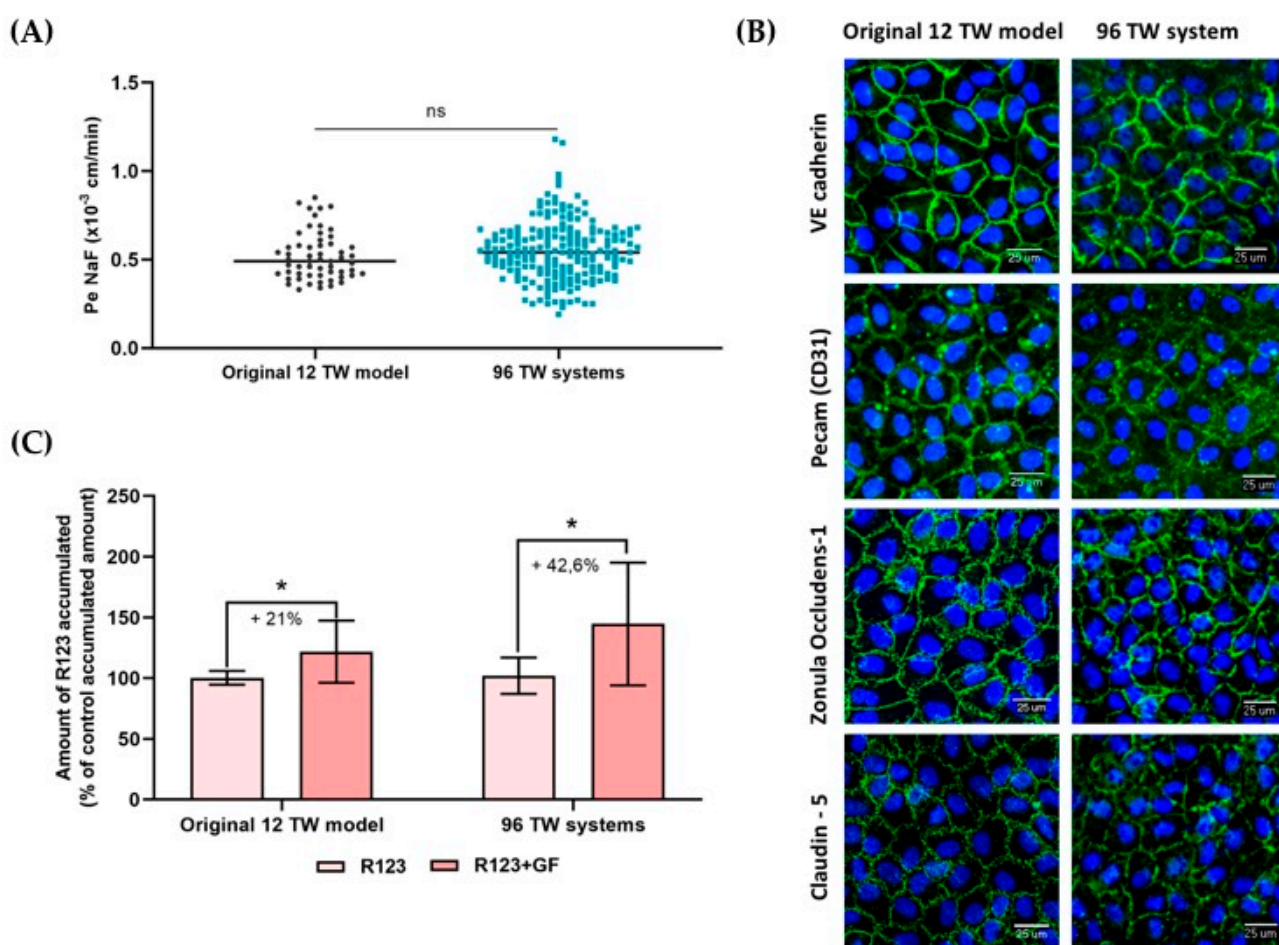 (A)
1.5
1.0
0.5
0.0
Pe NaF (x10⁻³ cm/min)
ns
Original 12 TW model
96 TW systems
(B)
Original 12 TW model
96 TW system
VE cadherin
25 um
25 um
Pecam (CD31)
25 um
25 um
Zonula Occludens-1
25 um
25 um
Claudin - 5
25 um
25 um
(C)
250
200
150
100
50
0
Amount of R123 accumulated
(% of control accumulated amount)
*
+ 21%
*
+ 42,6%
Original 12 TW model
96 TW systems
R123
R123+GF